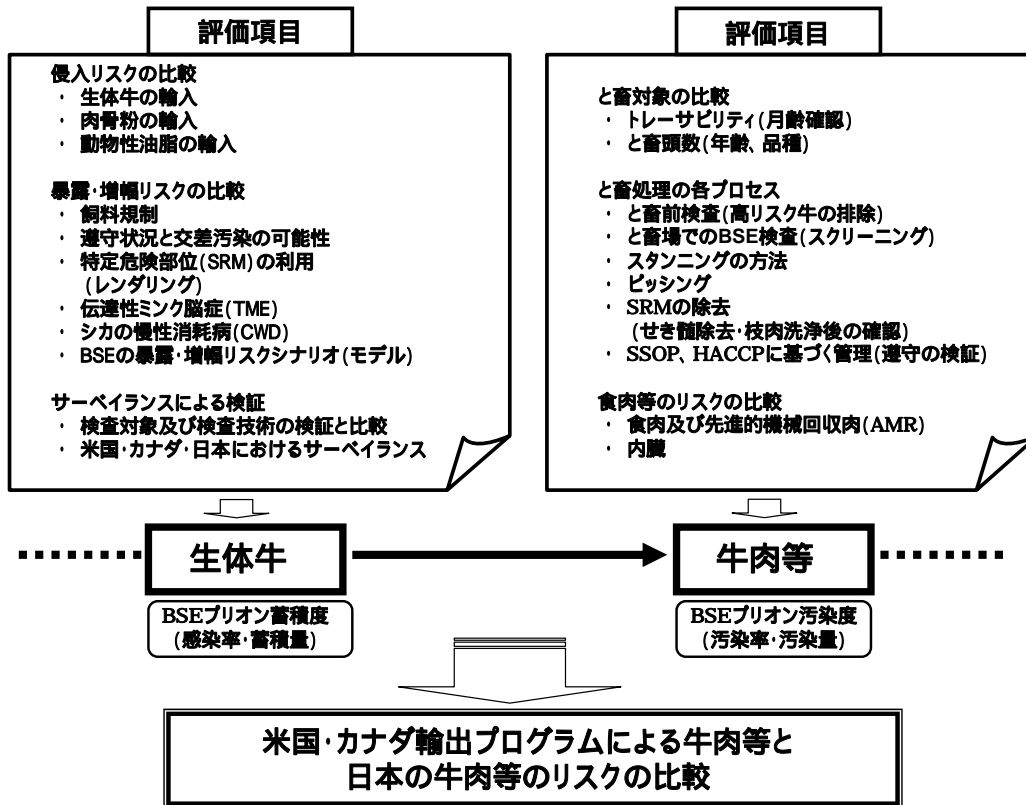 評価項目
侵入リスクの比較
・ 生体牛の輸入
・ 肉骨粉の輸入
・ 動物性油脂の輸入
暴露・増幅リスクの比較
・ 飼料規制
・ 遵守状況と交差汚染の可能性
・ 特定危険部位(SRM)の利用
(レンダリング)
・ 伝達性ミンク脳症(TME)
・ シカの慢性消耗病(CWD)
・ BSEの暴露・増幅リスクシナリオ(モデル)
サーベイランスによる検証
・ 検査対象及び検査技術の検証と比較
・ 米国・カナダ・日本におけるサーベイランス
評価項目
と畜対象の比較
・ トレーサビリティ(月齢確認)
・ と畜頭数(年齢、品種)
と畜処理の各プロセス
・ と畜前検査(高リスク牛の排除)
・ と畜場でのBSE検査(スクリーニング)
・ スタンニングの方法
・ ピッシング
・ SRMの除去
(せき髄除去・枝肉洗浄後の確認)
・ SSOP、HACCPに基づく管理(遵守の検証)
食肉等のリスクの比較
・ 食肉及び先進的機械回収肉(AMR)
・ 内臓
生体牛
牛肉等
BSEプリオン蓄積度
(感染率・蓄積量)
BSEプリオン汚染度
(汚染率・汚染量)
米国・カナダ輸出プログラムによる牛肉等と
日本の牛肉等のリスクの比較